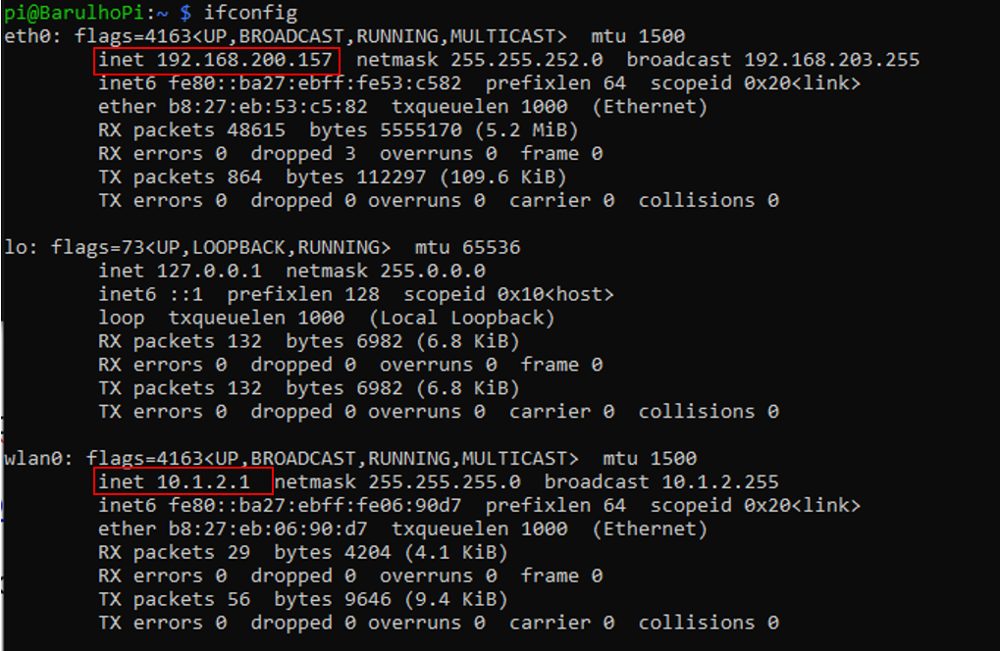 pi@BarulhoPi:~ $ ifconfig
eth0: flags=4163<UP,BROADCAST,RUNNING,MULTICAST>  mtu 1500
        inet 192.168.200.157  netmask 255.255.252.0  broadcast 192.168.203.255
        inet6 fe80::ba27:ebff:fe53:c582  prefixlen 64  scopeid 0x20<link>
        ether b8:27:eb:53:c5:82  txqueuelen 1000  (Ethernet)
        RX packets 48615  bytes 5555170 (5.2 MiB)
        RX errors 0  dropped 3  overruns 0  frame 0
        TX packets 864  bytes 112297 (109.6 KiB)
        TX errors 0  dropped 0 overruns 0  carrier 0  collisions 0

lo: flags=73<UP,LOOPBACK,RUNNING>  mtu 65536
        inet 127.0.0.1  netmask 255.0.0.0
        inet6 ::1  prefixlen 128  scopeid 0x10<host>
        loop  txqueuelen 1000  (Local Loopback)
        RX packets 132  bytes 6982 (6.8 KiB)
        RX errors 0  dropped 0  overruns 0  frame 0
        TX packets 132  bytes 6982 (6.8 KiB)
        TX errors 0  dropped 0 overruns 0  carrier 0  collisions 0

wlan0: flags=4163<UP,BROADCAST,RUNNING,MULTICAST>  mtu 1500
        inet 10.1.2.1  netmask 255.255.255.0  broadcast 10.1.2.255
        inet6 fe80::ba27:ebff:fe06:90d7  prefixlen 64  scopeid 0x20<link>
        ether b8:27:eb:06:90:d7  txqueuelen 1000  (Ethernet)
        RX packets 29  bytes 4204 (4.1 KiB)
        RX errors 0  dropped 0  overruns 0  frame 0
        TX packets 56  bytes 9646 (9.4 KiB)
        TX errors 0  dropped 0 overruns 0  carrier 0  collisions 0